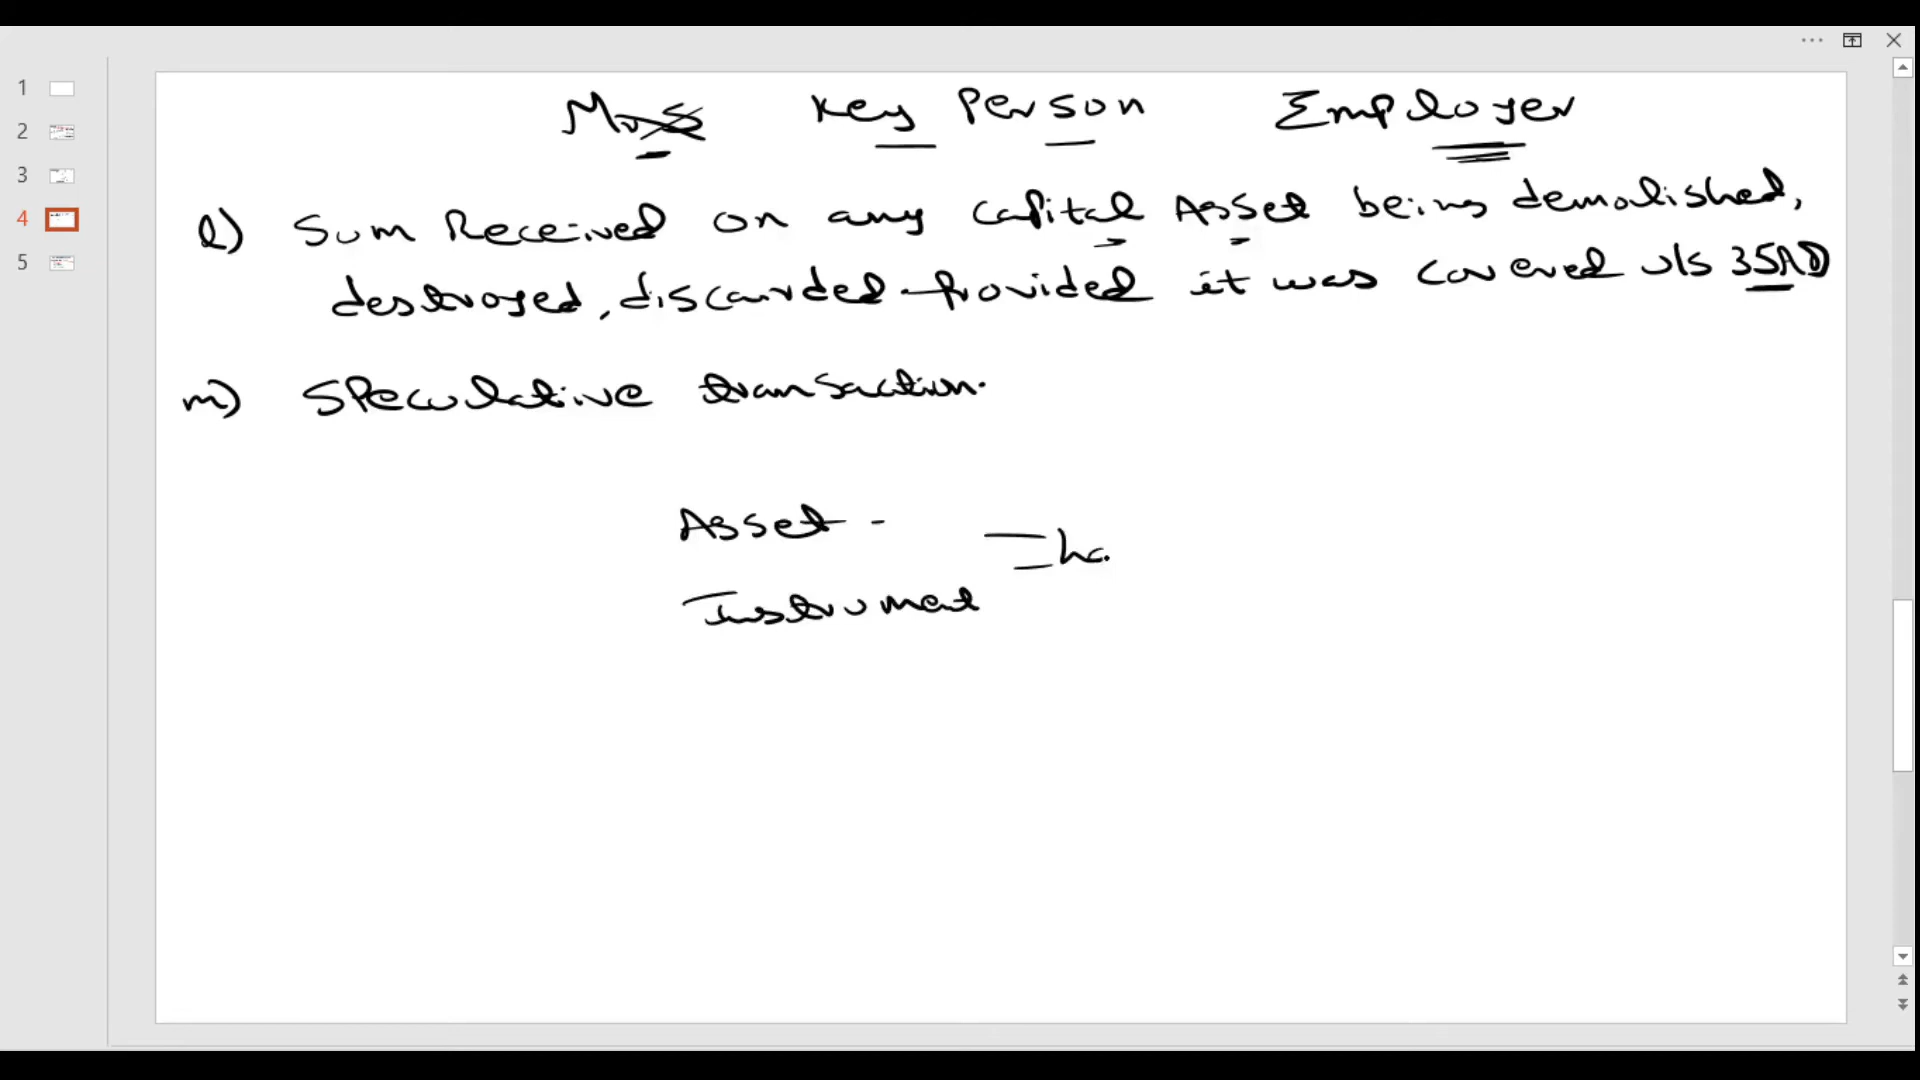 Key Person Employer
l) Sum Received on any Capital Asset being demolished,
destroyed, discarded provided it was covered u/s 35AD
m) Speculative transaction.
Asset -
Instrument
1
2
3
4
5